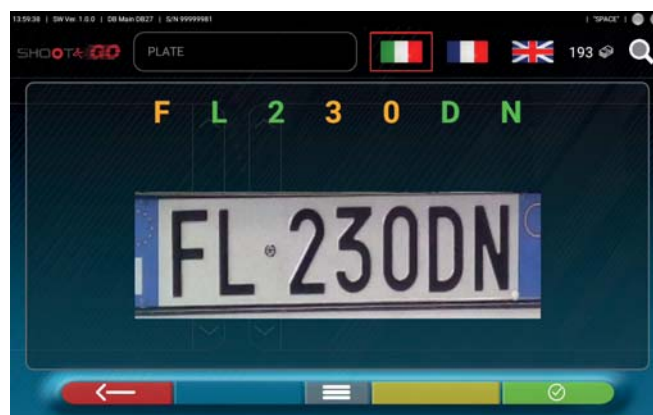 13:59:38 | SW Ver. 1.0.0 | DB Main DB27 | S/N 99999981 | "SPACE" |
SHOOT& GO PLATE 193
F L 2 3 0 D N
FL 230DN